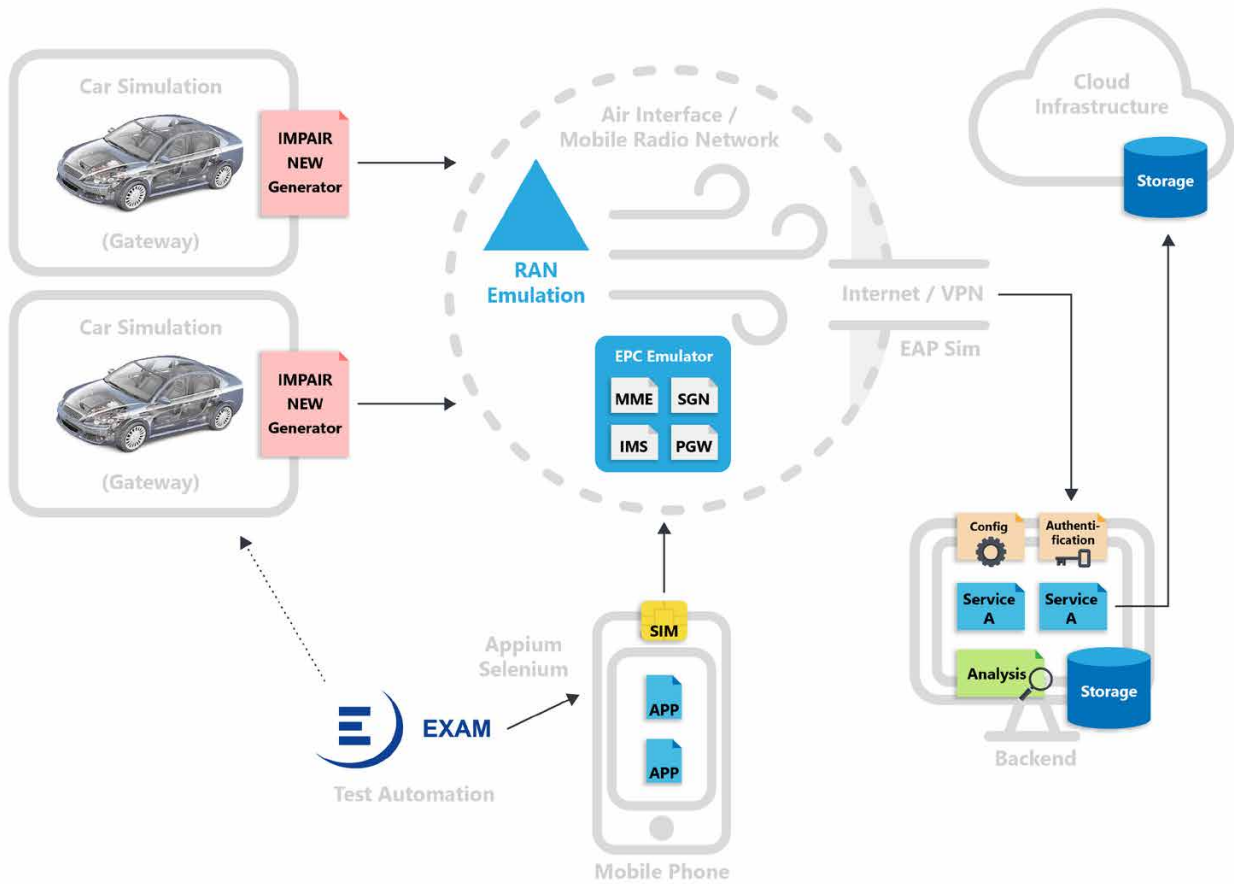 Car Simulation
IMPAIR
NEW
Generator
(Gateway)
Car Simulation
IMPAIR
NEW
Generator
(Gateway)
Air Interface /
Mobile Radio Network
RAN
Emulation
EPC Emulator
MME
SGN
IMS
PGW
Internet / VPN
EAP Sim
Cloud
Infrastructure
Storage
Config
Authenti-
fication
Service
A
Service
A
Analysis
Storage
Backend
Appium
Selenium
E
EXAM
Test Automation
SIM
APP
APP
Mobile Phone